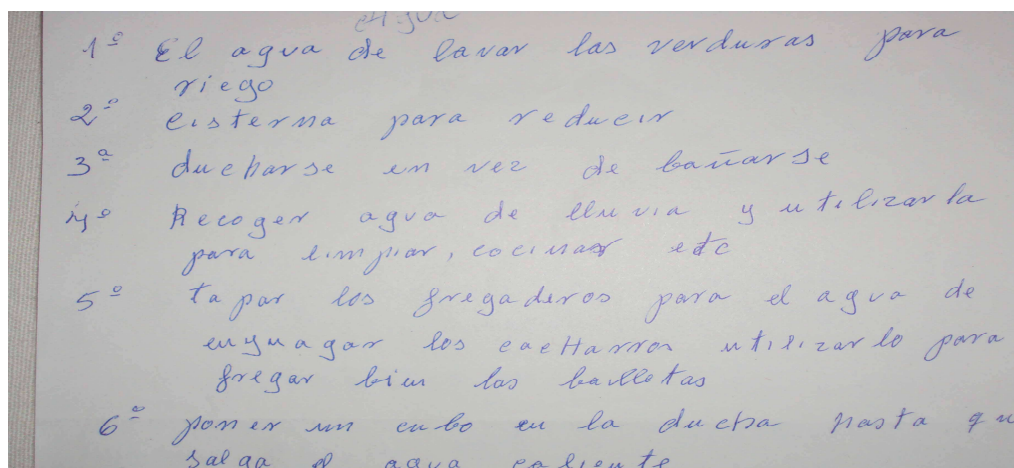 Agua
1º El agua de lavar las verduras para
riego
2º cisterna para reducir
3º ducharse en vez de bañarse
4º Recoger agua de lluvia y utilizarla
para limpiar, cocinar etc
5º tapar los fregaderos para el agua de
enjuagar los cacharros utilizarlo para
fregar bien las balletas
6º poner un cubo en la ducha hasta qu
salga el agua caliente